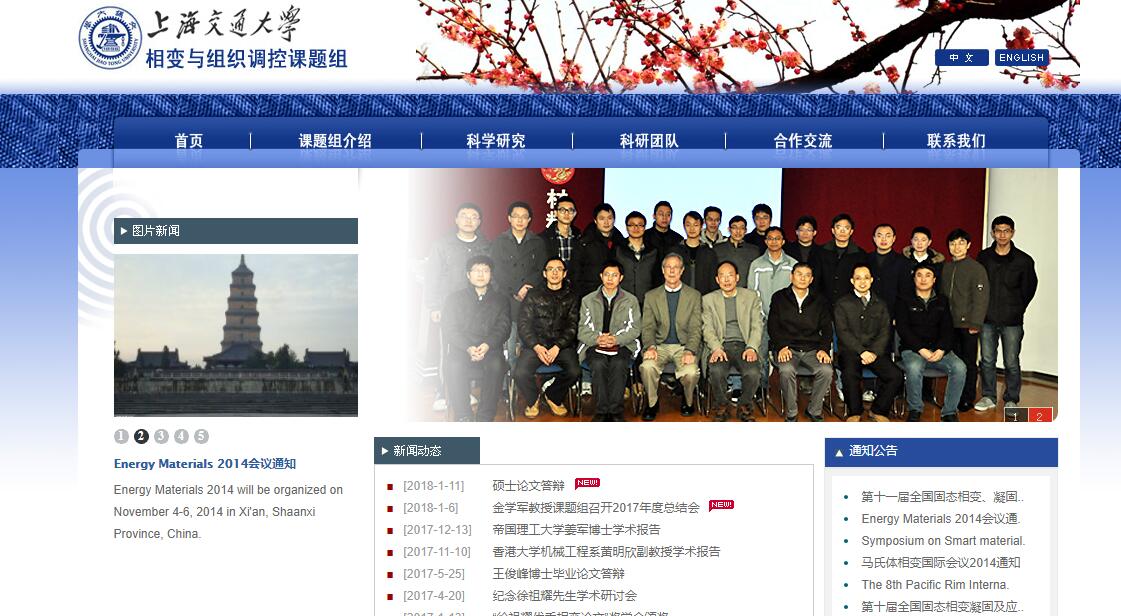 上海交通大学
相变与组织调控课题组
中 文
ENGLISH
首页
课题组介绍
科学研究
科研团队
合作交流
联系我们
图片新闻
1 2 3 4 5
Energy Materials 2014会议通知
Energy Materials 2014 will be organized on
November 4-6, 2014 in Xi'an, Shaanxi
Province, China.
1 2
新闻动态
[2018-1-11] 硕士论文答辩 NEW!
[2018-1-6] 金学军教授课题组召开2017年度总结会 NEW!
[2017-12-13] 帝国理工大学姜军博士学术报告
[2017-11-10] 香港大学机械工程系黄明欣副教授学术报告
[2017-5-25] 王俊峰博士毕业论文答辩
[2017-4-20] 纪念徐祖耀先生学术研讨会
通知公告
第十一届全国固态相变、凝固..
Energy Materials 2014会议通.
Symposium on Smart material.
马氏体相变国际会议2014通知
The 8th Pacific Rim Interna.
第十届全国固态相变凝固及应..